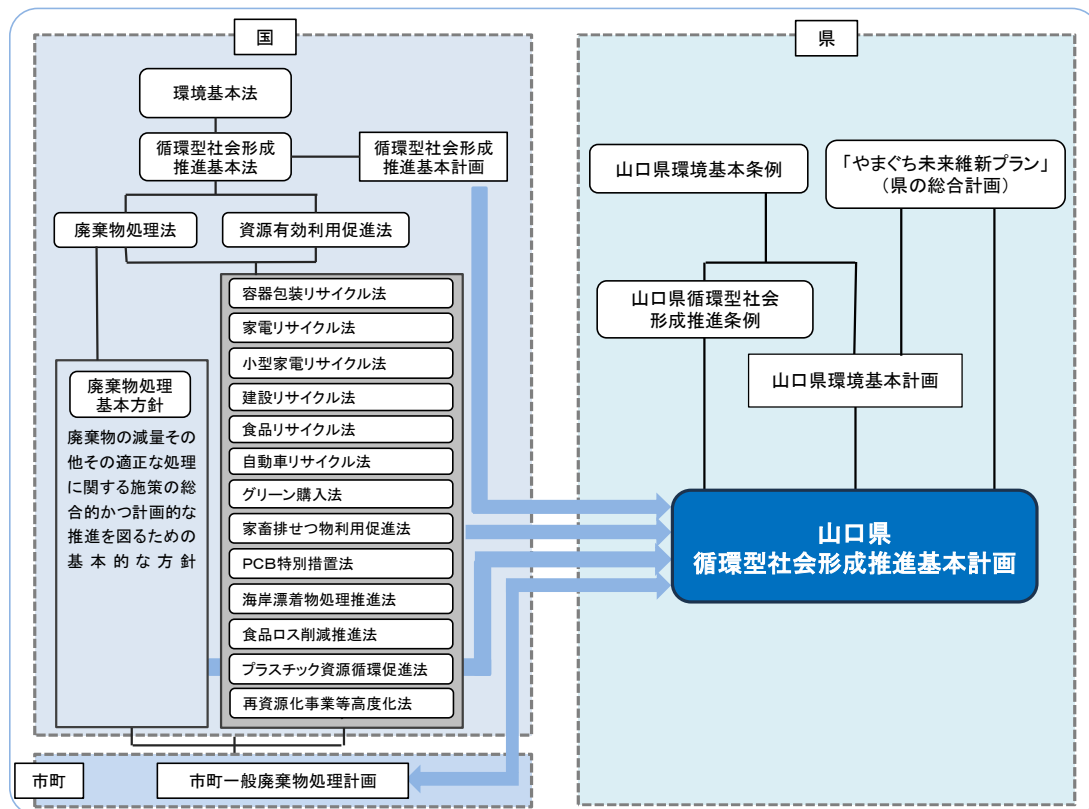 国
環境基本法
循環型社会形成
推進基本法
循環型社会形成
推進基本計画
廃棄物処理法
資源有効利用促進法
容器包装リサイクル法
家電リサイクル法
小型家電リサイクル法
建設リサイクル法
食品リサイクル法
自動車リサイクル法
グリーン購入法
家畜排せつ物利用促進法
PCB特別措置法
海岸漂着物処理推進法
食品ロス削減推進法
プラスチック資源循環促進法
再資源化事業等高度化法
廃棄物処理
基本方針
廃棄物の減量その
他その適正な処理
に関する施策の総
合的かつ計画的な
推進を図るための
基本的な方針
市町
市町一般廃棄物処理計画
県
山口県環境基本条例
「やまぐち未来維新プラン」
（県の総合計画）
山口県循環型社会
形成推進条例
山口県環境基本計画
山口県
循環型社会形成推進基本計画